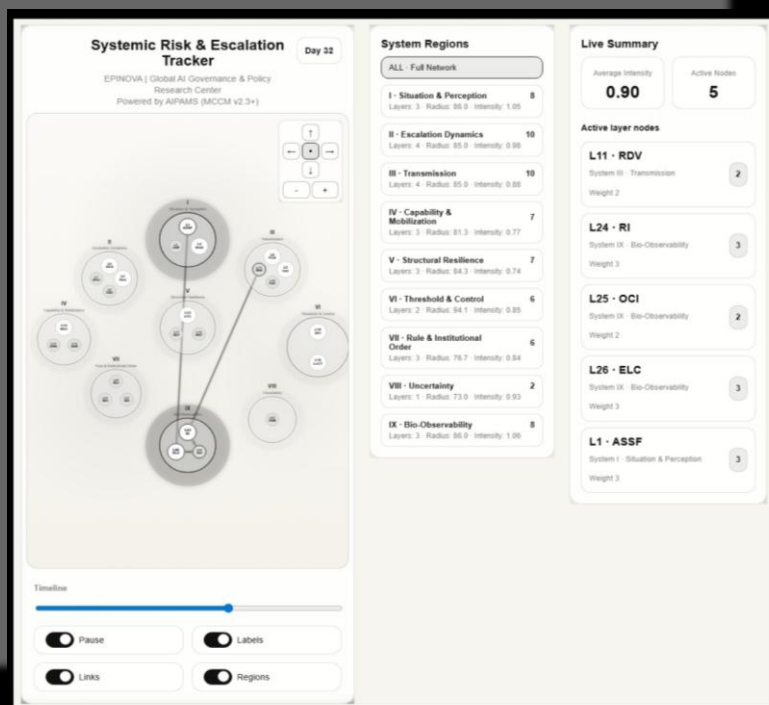 Systemic Risk & Escalation
Tracker
Day 32
EPINOVA | Global AI Governance & Policy
Research Center
Powered by AIPAMS (MCCM v2.3+)
↑
← • →
↓
- +
I
II
III
IV
V
VI
VII
VIII
IX
Timeline
Pause
Labels
Links
Regions
System Regions
ALL · Full Network
I · Situation & Perception 8
Layers: 3 · Radius: 86.0 · Intensity: 1.05
II · Escalation Dynamics 10
Layers: 4 · Radius: 85.0 · Intensity: 0.96
III · Transmission 10
Layers: 4 · Radius: 85.0 · Intensity: 0.88
IV · Capability &
Mobilization 7
Layers: 3 · Radius: 81.3 · Intensity: 0.77
V · Structural Resilience 7
Layers: 3 · Radius: 84.3 · Intensity: 0.74
VI · Threshold & Control 6
Layers: 2 · Radius: 84.1 · Intensity: 0.85
VII · Rule & Institutional
Order 6
Layers: 3 · Radius: 76.7 · Intensity: 0.84
VIII · Uncertainty 2
Layers: 1 · Radius: 73.0 · Intensity: 0.93
IX · Bio-Observability 8
Layers: 3 · Radius: 86.0 · Intensity: 1.06
Live Summary
Average Intensity
0.90
Active Nodes
5
Active layer nodes
L11 · RDV
System III · Transmission
Weight 2
2
L24 · RI
System IX · Bio-Observability
Weight 3
3
L25 · OCI
System IX · Bio-Observability
Weight 2
2
L26 · ELC
System IX · Bio-Observability
Weight 3
3
L1 · ASSF
System I · Situation & Perception
Weight 3
3